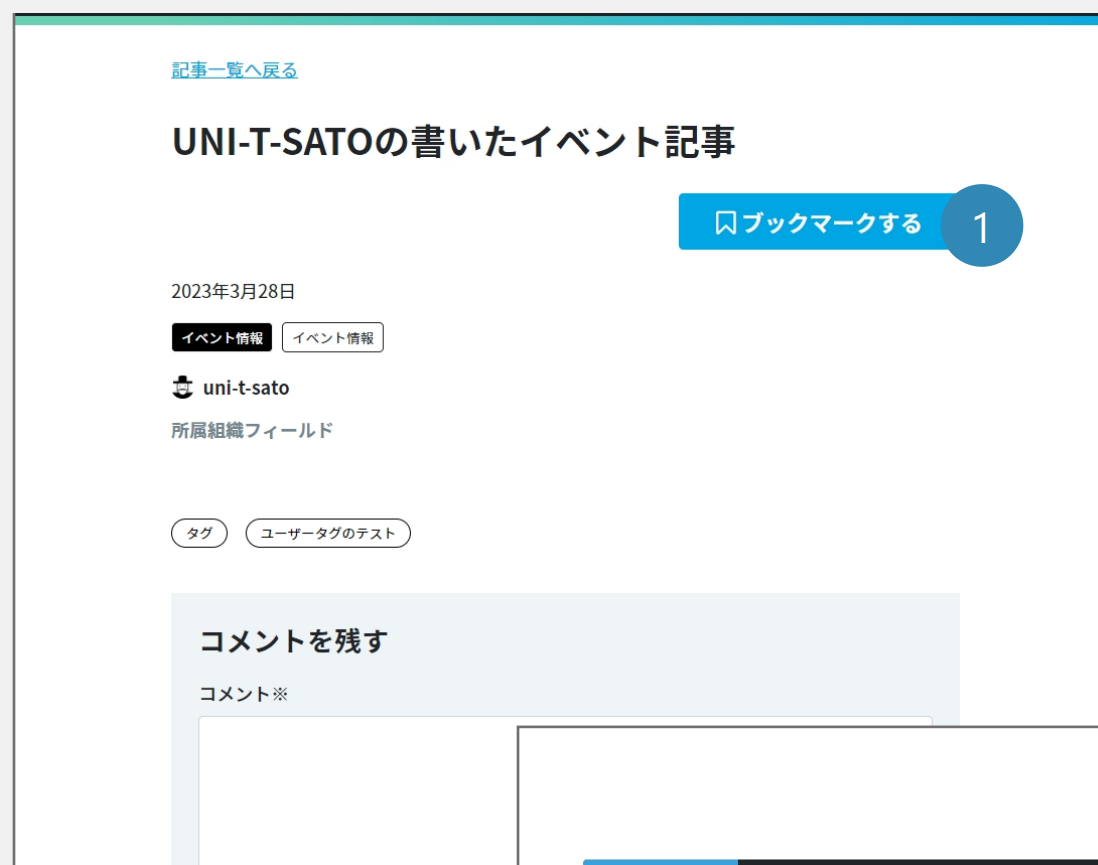 記事一覧へ戻る
UNI-T-SATOの書いたイベント記事
ブックマークする
1
2023年3月28日
イベント情報 イベント情報
uni-t-sato
所属組織フィールド
タグ ユーザータグのテスト
コメントを残す
コメント※